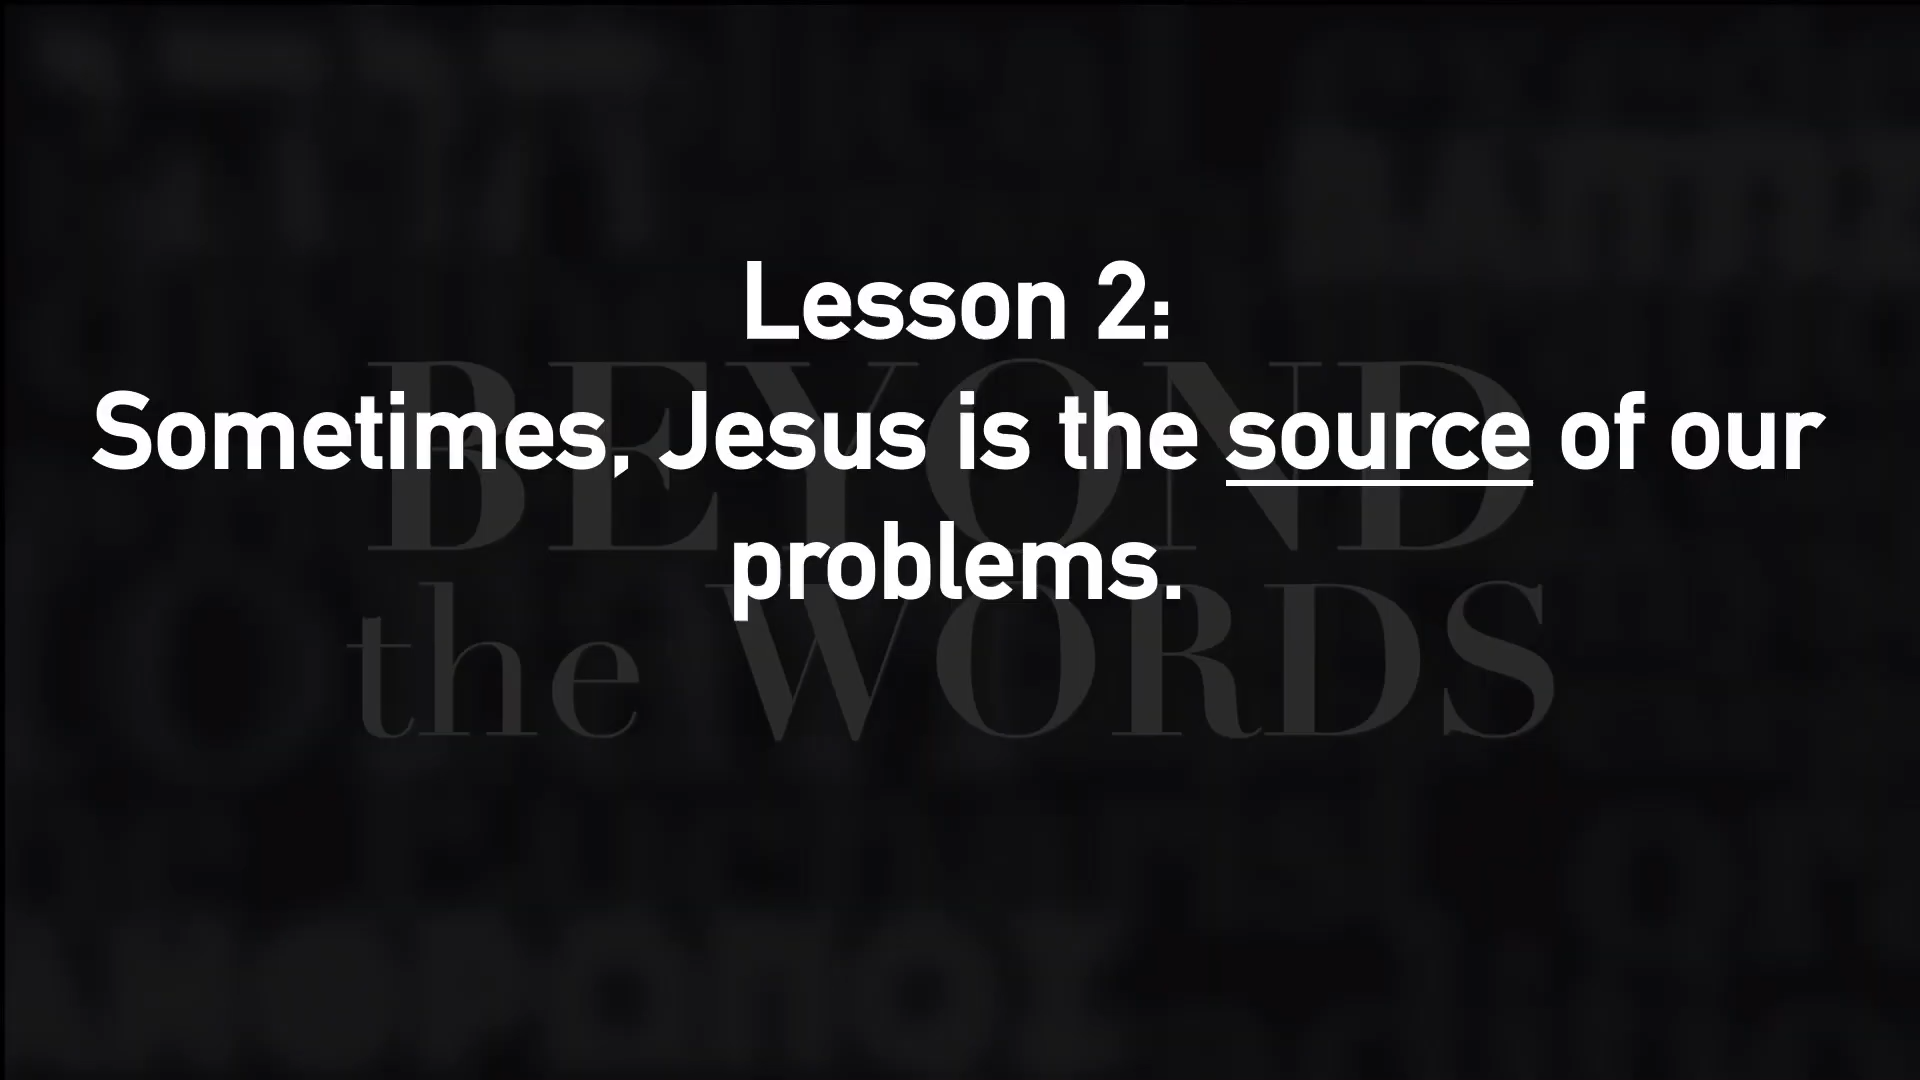 Lesson 2:
Sometimes, Jesus is the source of our
problems.
BEYOND
the WORDS